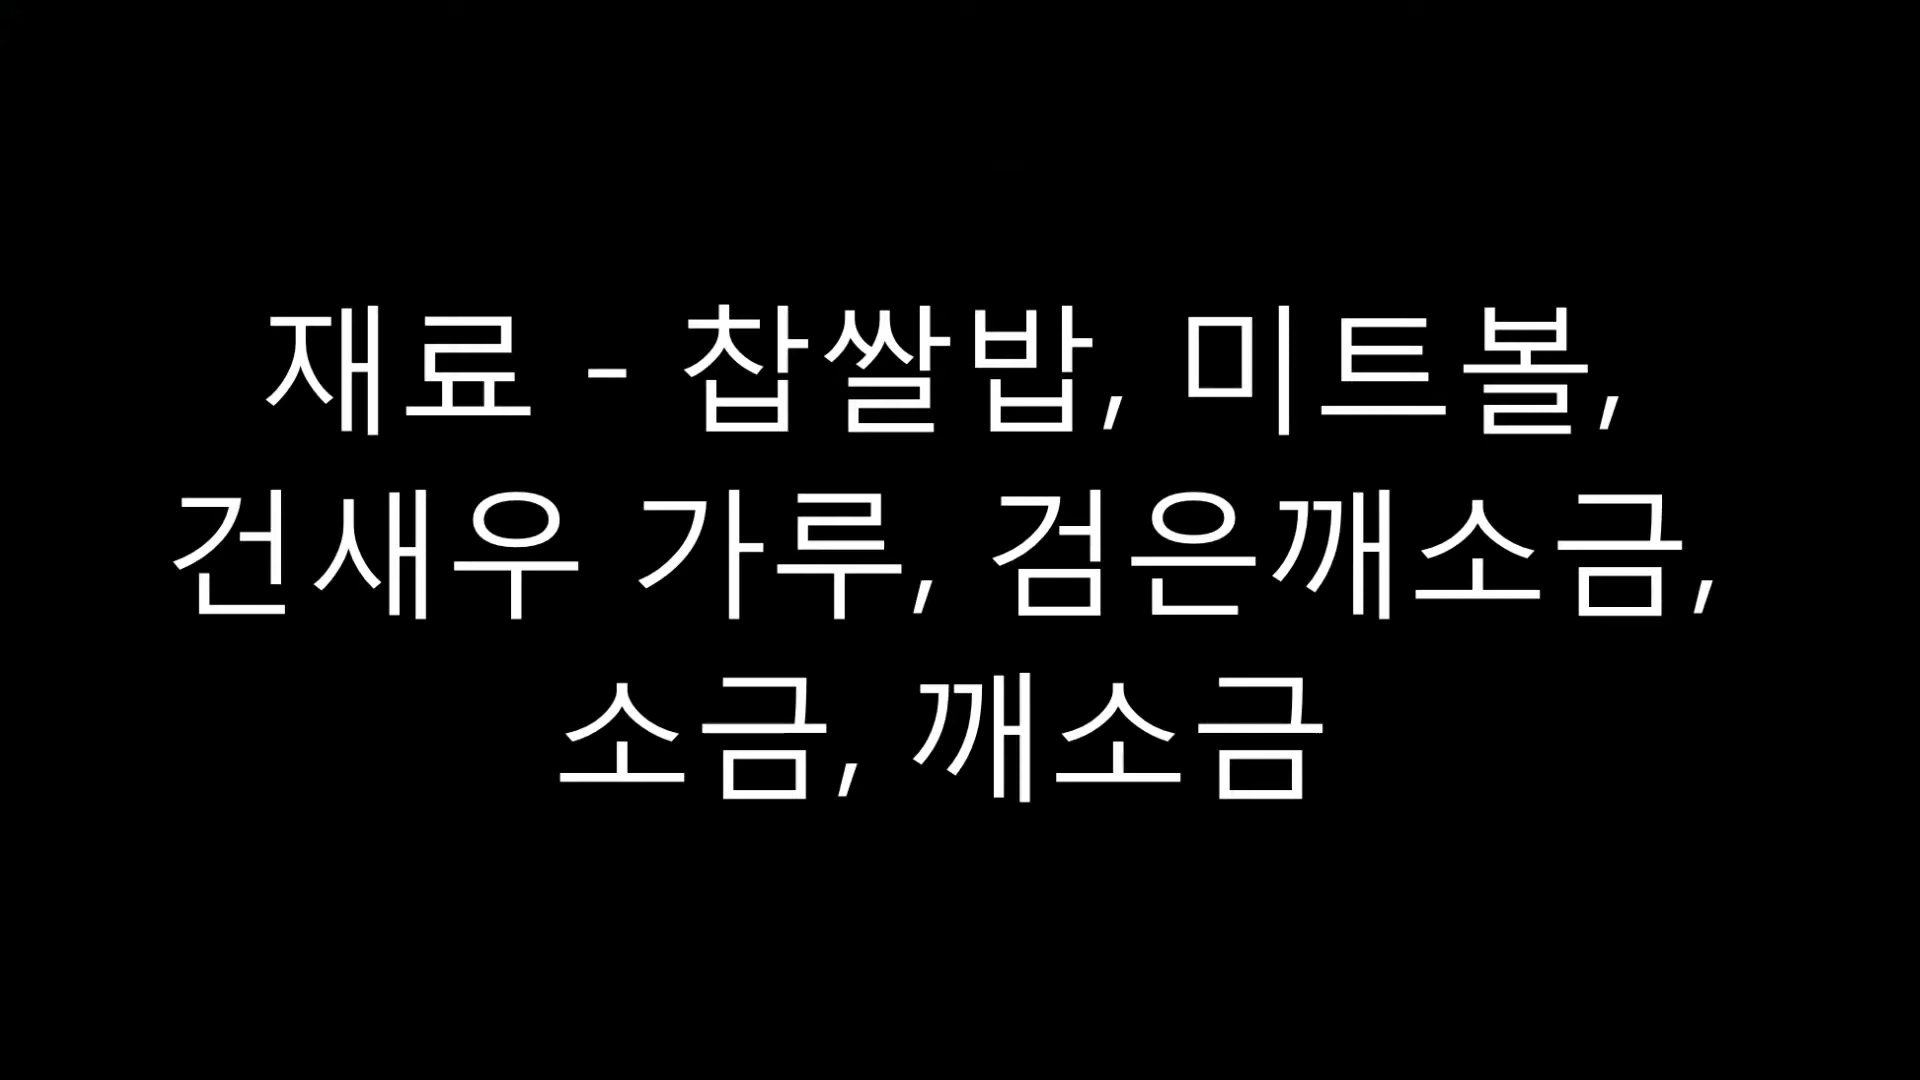 재료 - 찹쌀밥, 미트볼,
건새우 가루, 검은깨소금,
소금, 깨소금